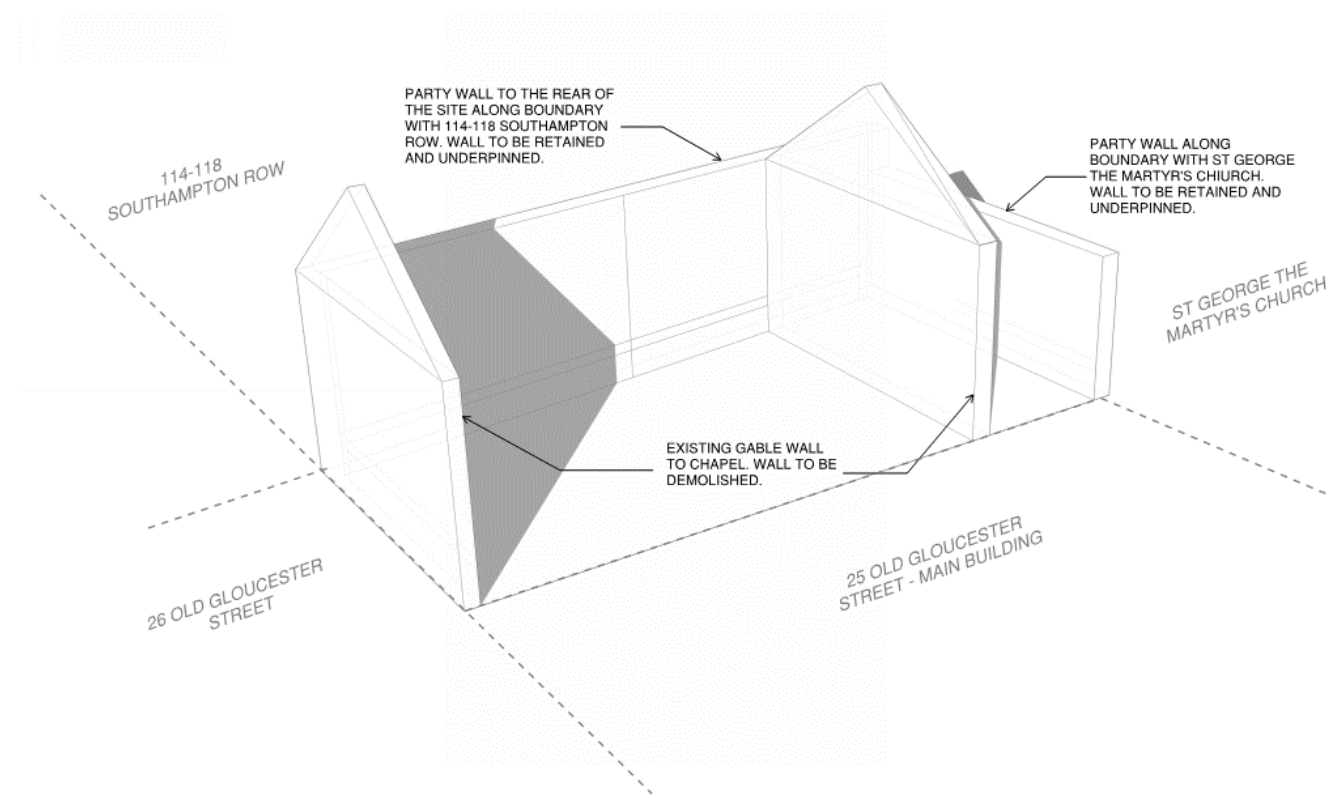 PARTY WALL TO THE REAR OF
THE SITE ALONG BOUNDARY
WITH 114-118 SOUTHAMPTON
ROW. WALL TO BE RETAINED
AND UNDERPINNED.
PARTY WALL ALONG
BOUNDARY WITH ST GEORGE
THE MARTYR'S CHIURCH.
WALL TO BE RETAINED AND
UNDERPINNED.
114-118
SOUTHAMPTON ROW
ST GEORGE THE
MARTYR'S CHURCH
EXISTING GABLE WALL
TO CHAPEL. WALL TO BE
DEMOLISHED.
26 OLD GLOUCESTER
STREET
25 OLD GLOUCESTER
STREET - MAIN BUILDING